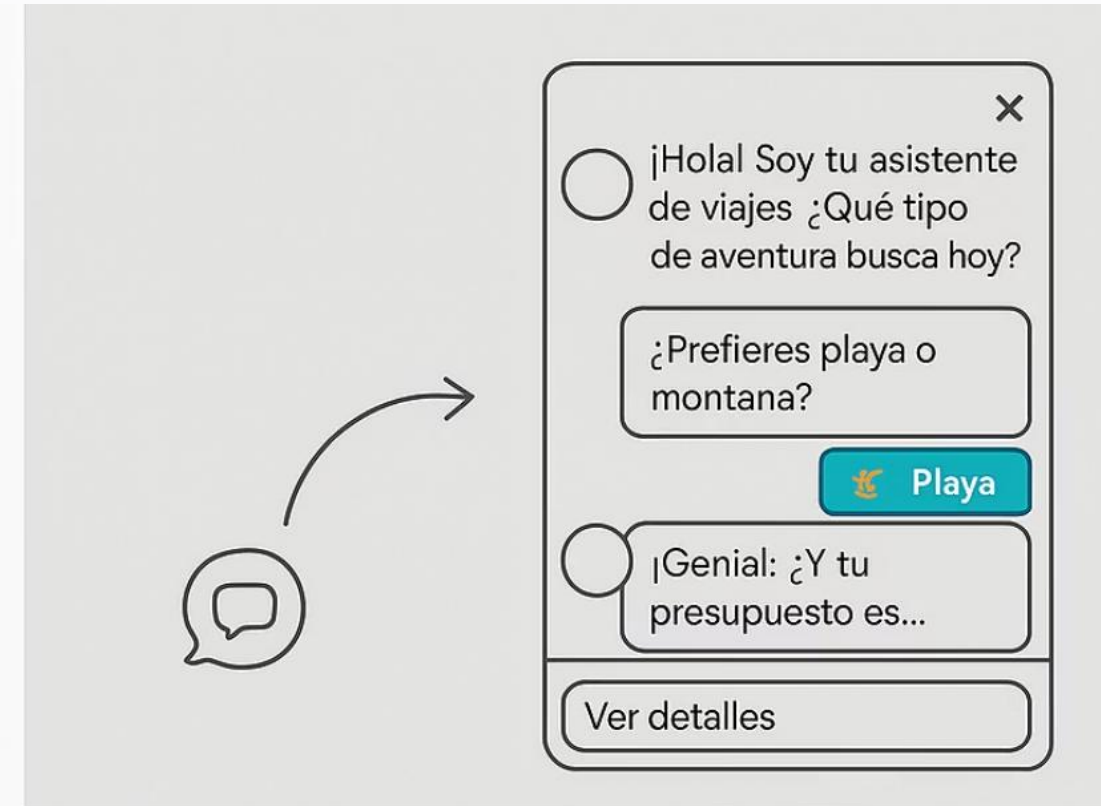 ¡Holal Soy tu asistente
de viajes ¿Qué tipo
de aventura busca hoy?
¿Prefieres playa o
montana?
Playa
¡Genial: ¿Y tu
presupuesto es...
Ver detalles